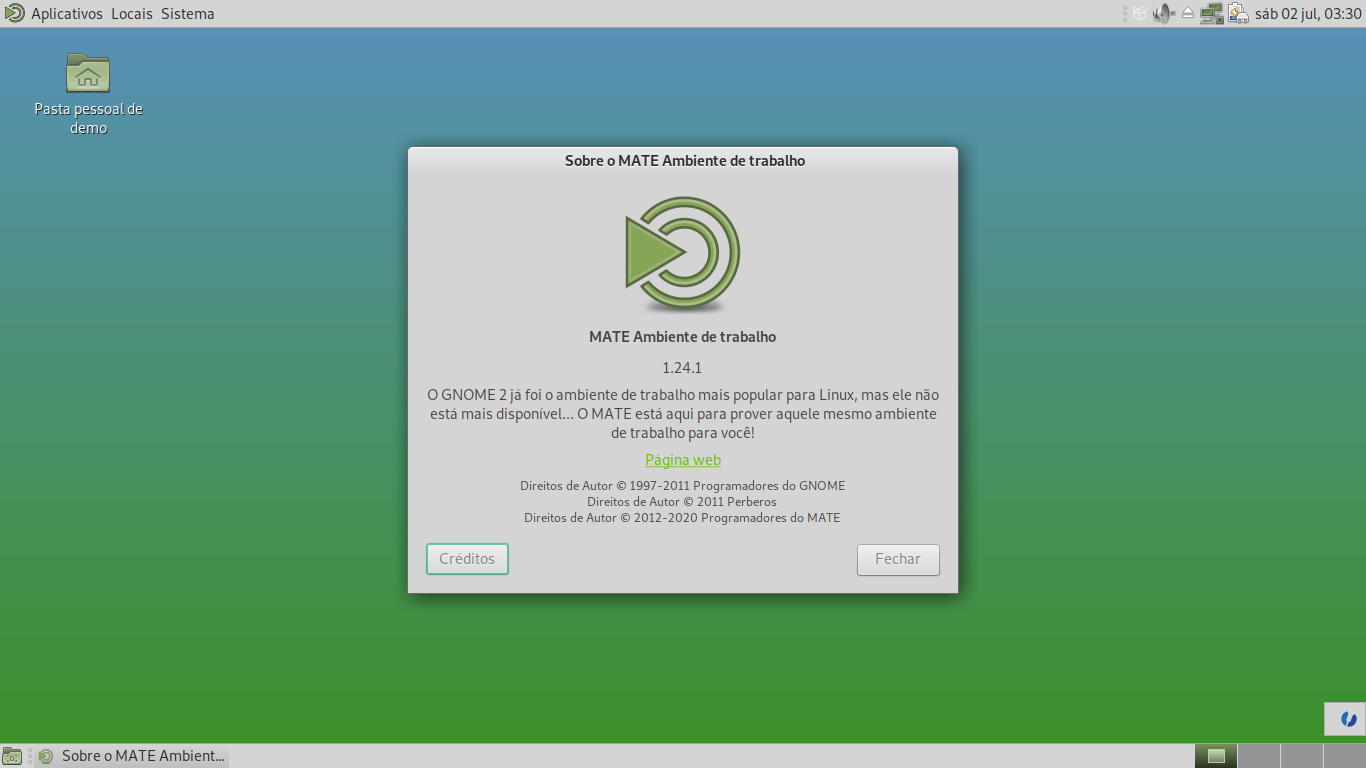 Aplicativos Locais Sistema
sáb 02 jul, 03:30
Pasta pessoal de
demo
Sobre o MATE Ambiente de trabalho
MATE Ambiente de trabalho
1.24.1
O GNOME 2 já foi o ambiente de trabalho mais popular para Linux, mas ele não
está mais disponível... O MATE está aqui para prover aquele mesmo ambiente
de trabalho para você!
Página web
Direitos de Autor © 1997-2011 Programadores do GNOME
Direitos de Autor © 2011 Perberos
Direitos de Autor © 2012-2020 Programadores do MATE
Créditos
Fechar
Sobre o MATE Ambient...